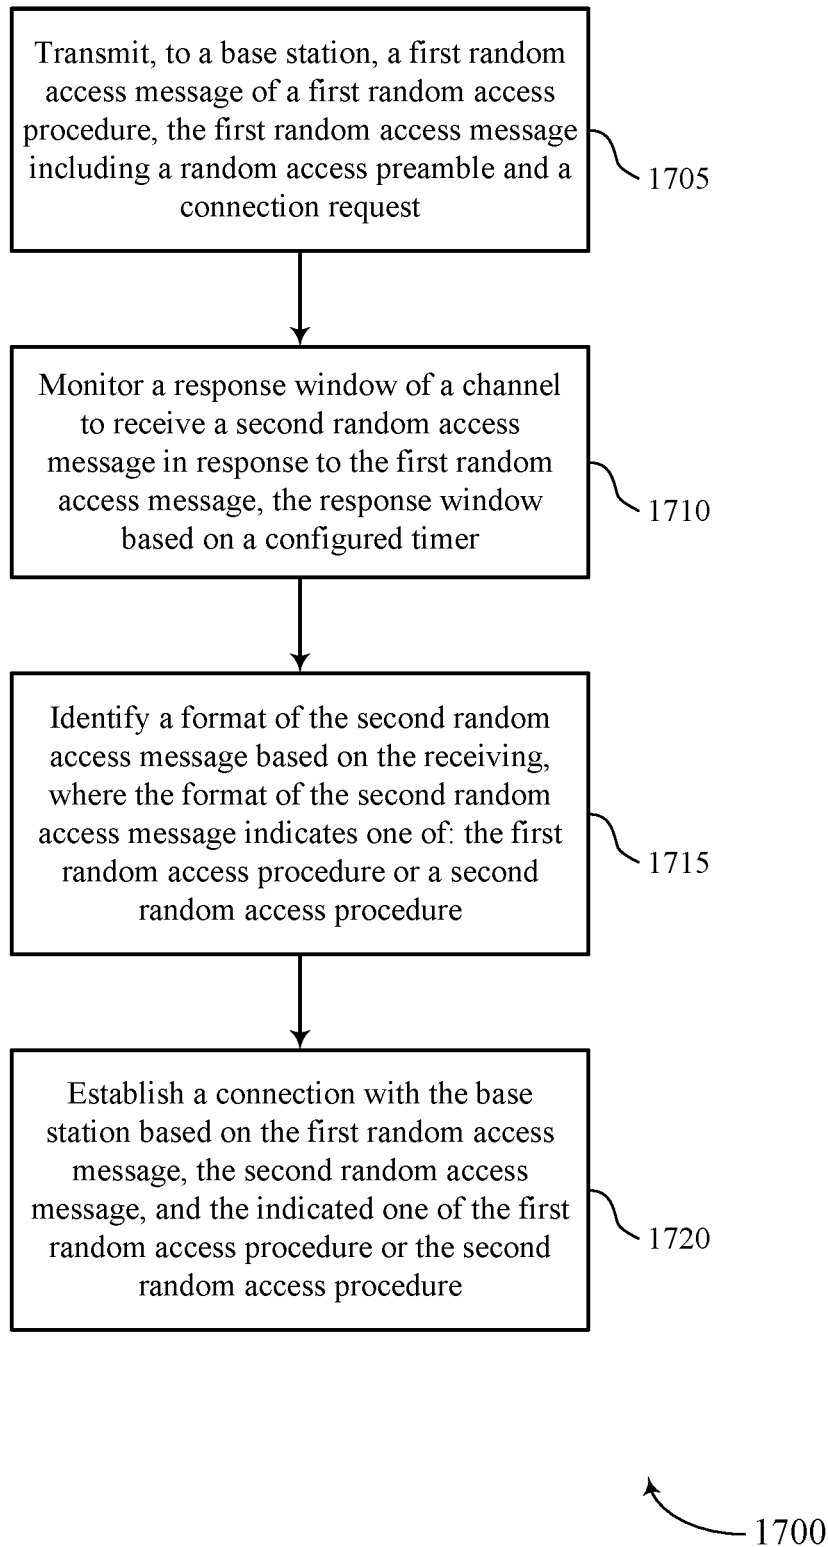 Transmit, to a base station, a first random
access message of a first random access
procedure, the first random access message
including a random access preamble and a
connection request
1705
Monitor a response window of a channel
to receive a second random access
message in response to the first random
access message, the response window
based on a configured timer
1710
Identify a format of the second random
access message based on the receiving,
where the format of the second random
access message indicates one of: the first
random access procedure or a second
random access procedure
1715
Establish a connection with the base
station based on the first random access
message, the second random access
message, and the indicated one of the first
random access procedure or the second
random access procedure
1720
1700